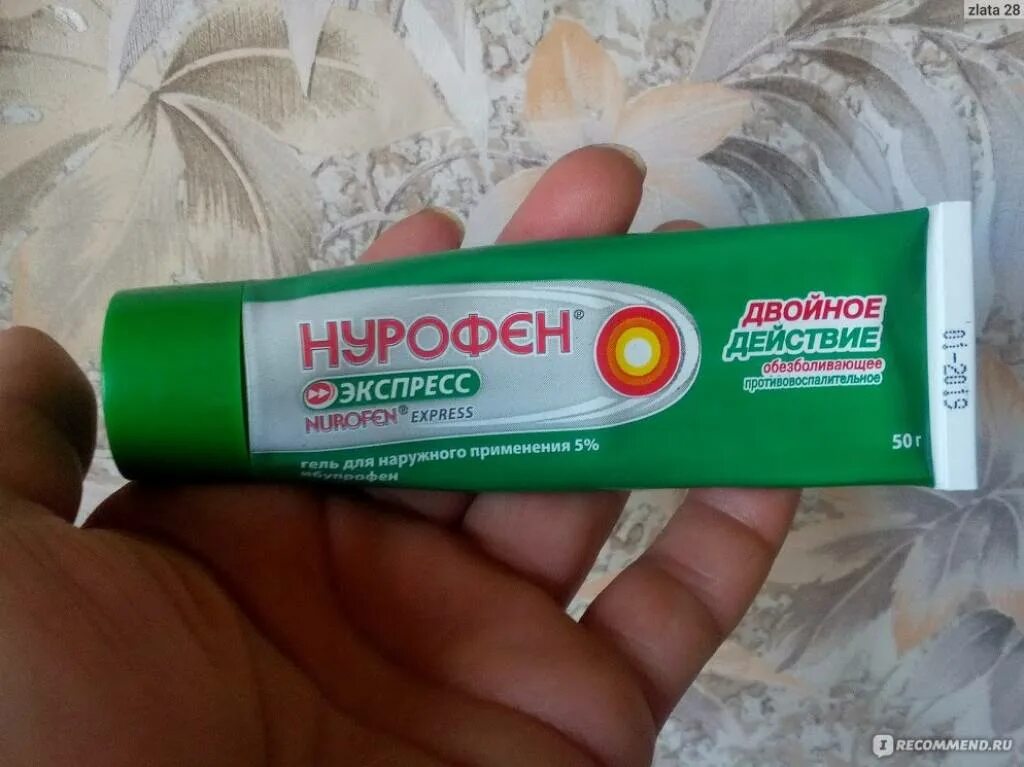 zlata 28
НУРОФЕН®
ЭКСПРЕСС
NUROFEN® EXPRESS
гель для наружного применения 5%
ибупрофен
ДВОЙНОЕ
ДЕЙСТВИЕ
обезболивающее
противовоспалительное
50 г
01-2019
I RECOMMEND.RU